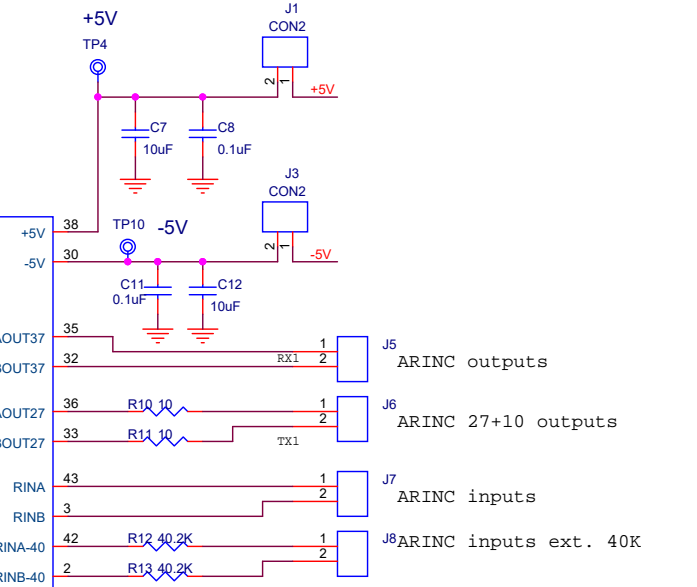 +5V
TP4
J1
CON2
2 1
+5V
C7
10uF
C8
0.1uF
J3
CON2
TP10 -5V
2 1
-5V
+5V 38
-5V 30
C11
0.1uF
C12
10uF
AOUT37 35
1 J5
RX1 2 ARINC outputs
BOUT37 32
AOUT27 36 R10 10 1 J6
2 ARINC 27+10 outputs
BOUT27 33 R11 10 TX1
RINA 43 1 J7
2 ARINC inputs
RINB 3
RINA-40 42 R12 40.2K 1 J8 ARINC inputs ext. 40K
2
RINB-40 2 R13 40.2K